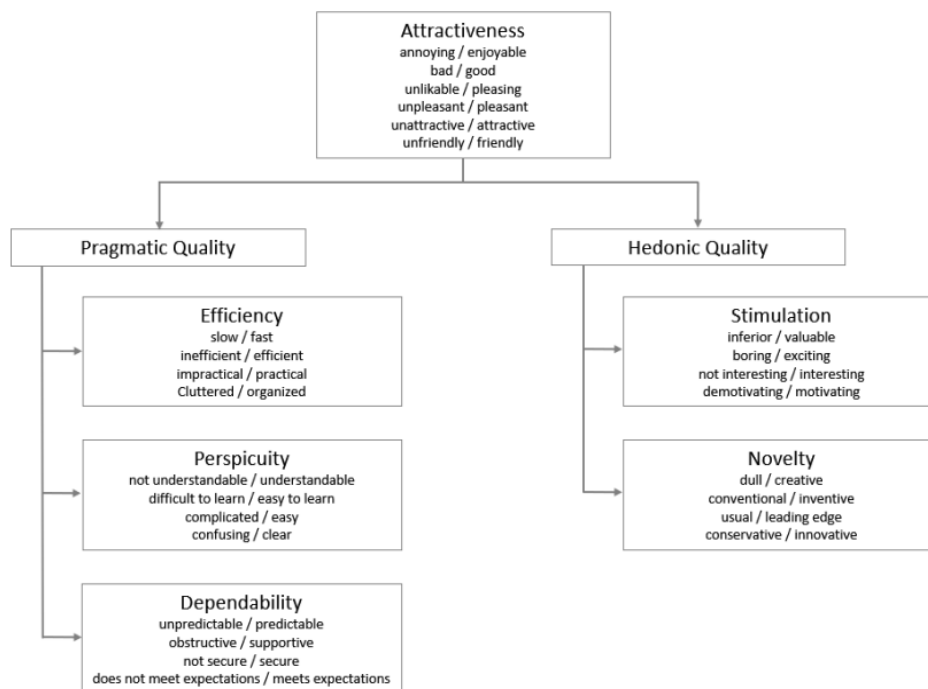 Attractiveness
annoying / enjoyable
bad / good
unlikable / pleasing
unpleasant / pleasant
unattractive / attractive
unfriendly / friendly
Pragmatic Quality
Efficiency
slow / fast
inefficient / efficient
impractical / practical
Cluttered / organized
Perspicuity
not understandable / understandable
difficult to learn / easy to learn
complicated / easy
confusing / clear
Dependability
unpredictable / predictable
obstructive / supportive
not secure / secure
does not meet expectations / meets expectations
Hedonic Quality
Stimulation
inferior / valuable
boring / exciting
not interesting / interesting
demotivating / motivating
Novelty
dull / creative
conventional / inventive
usual / leading edge
conservative / innovative